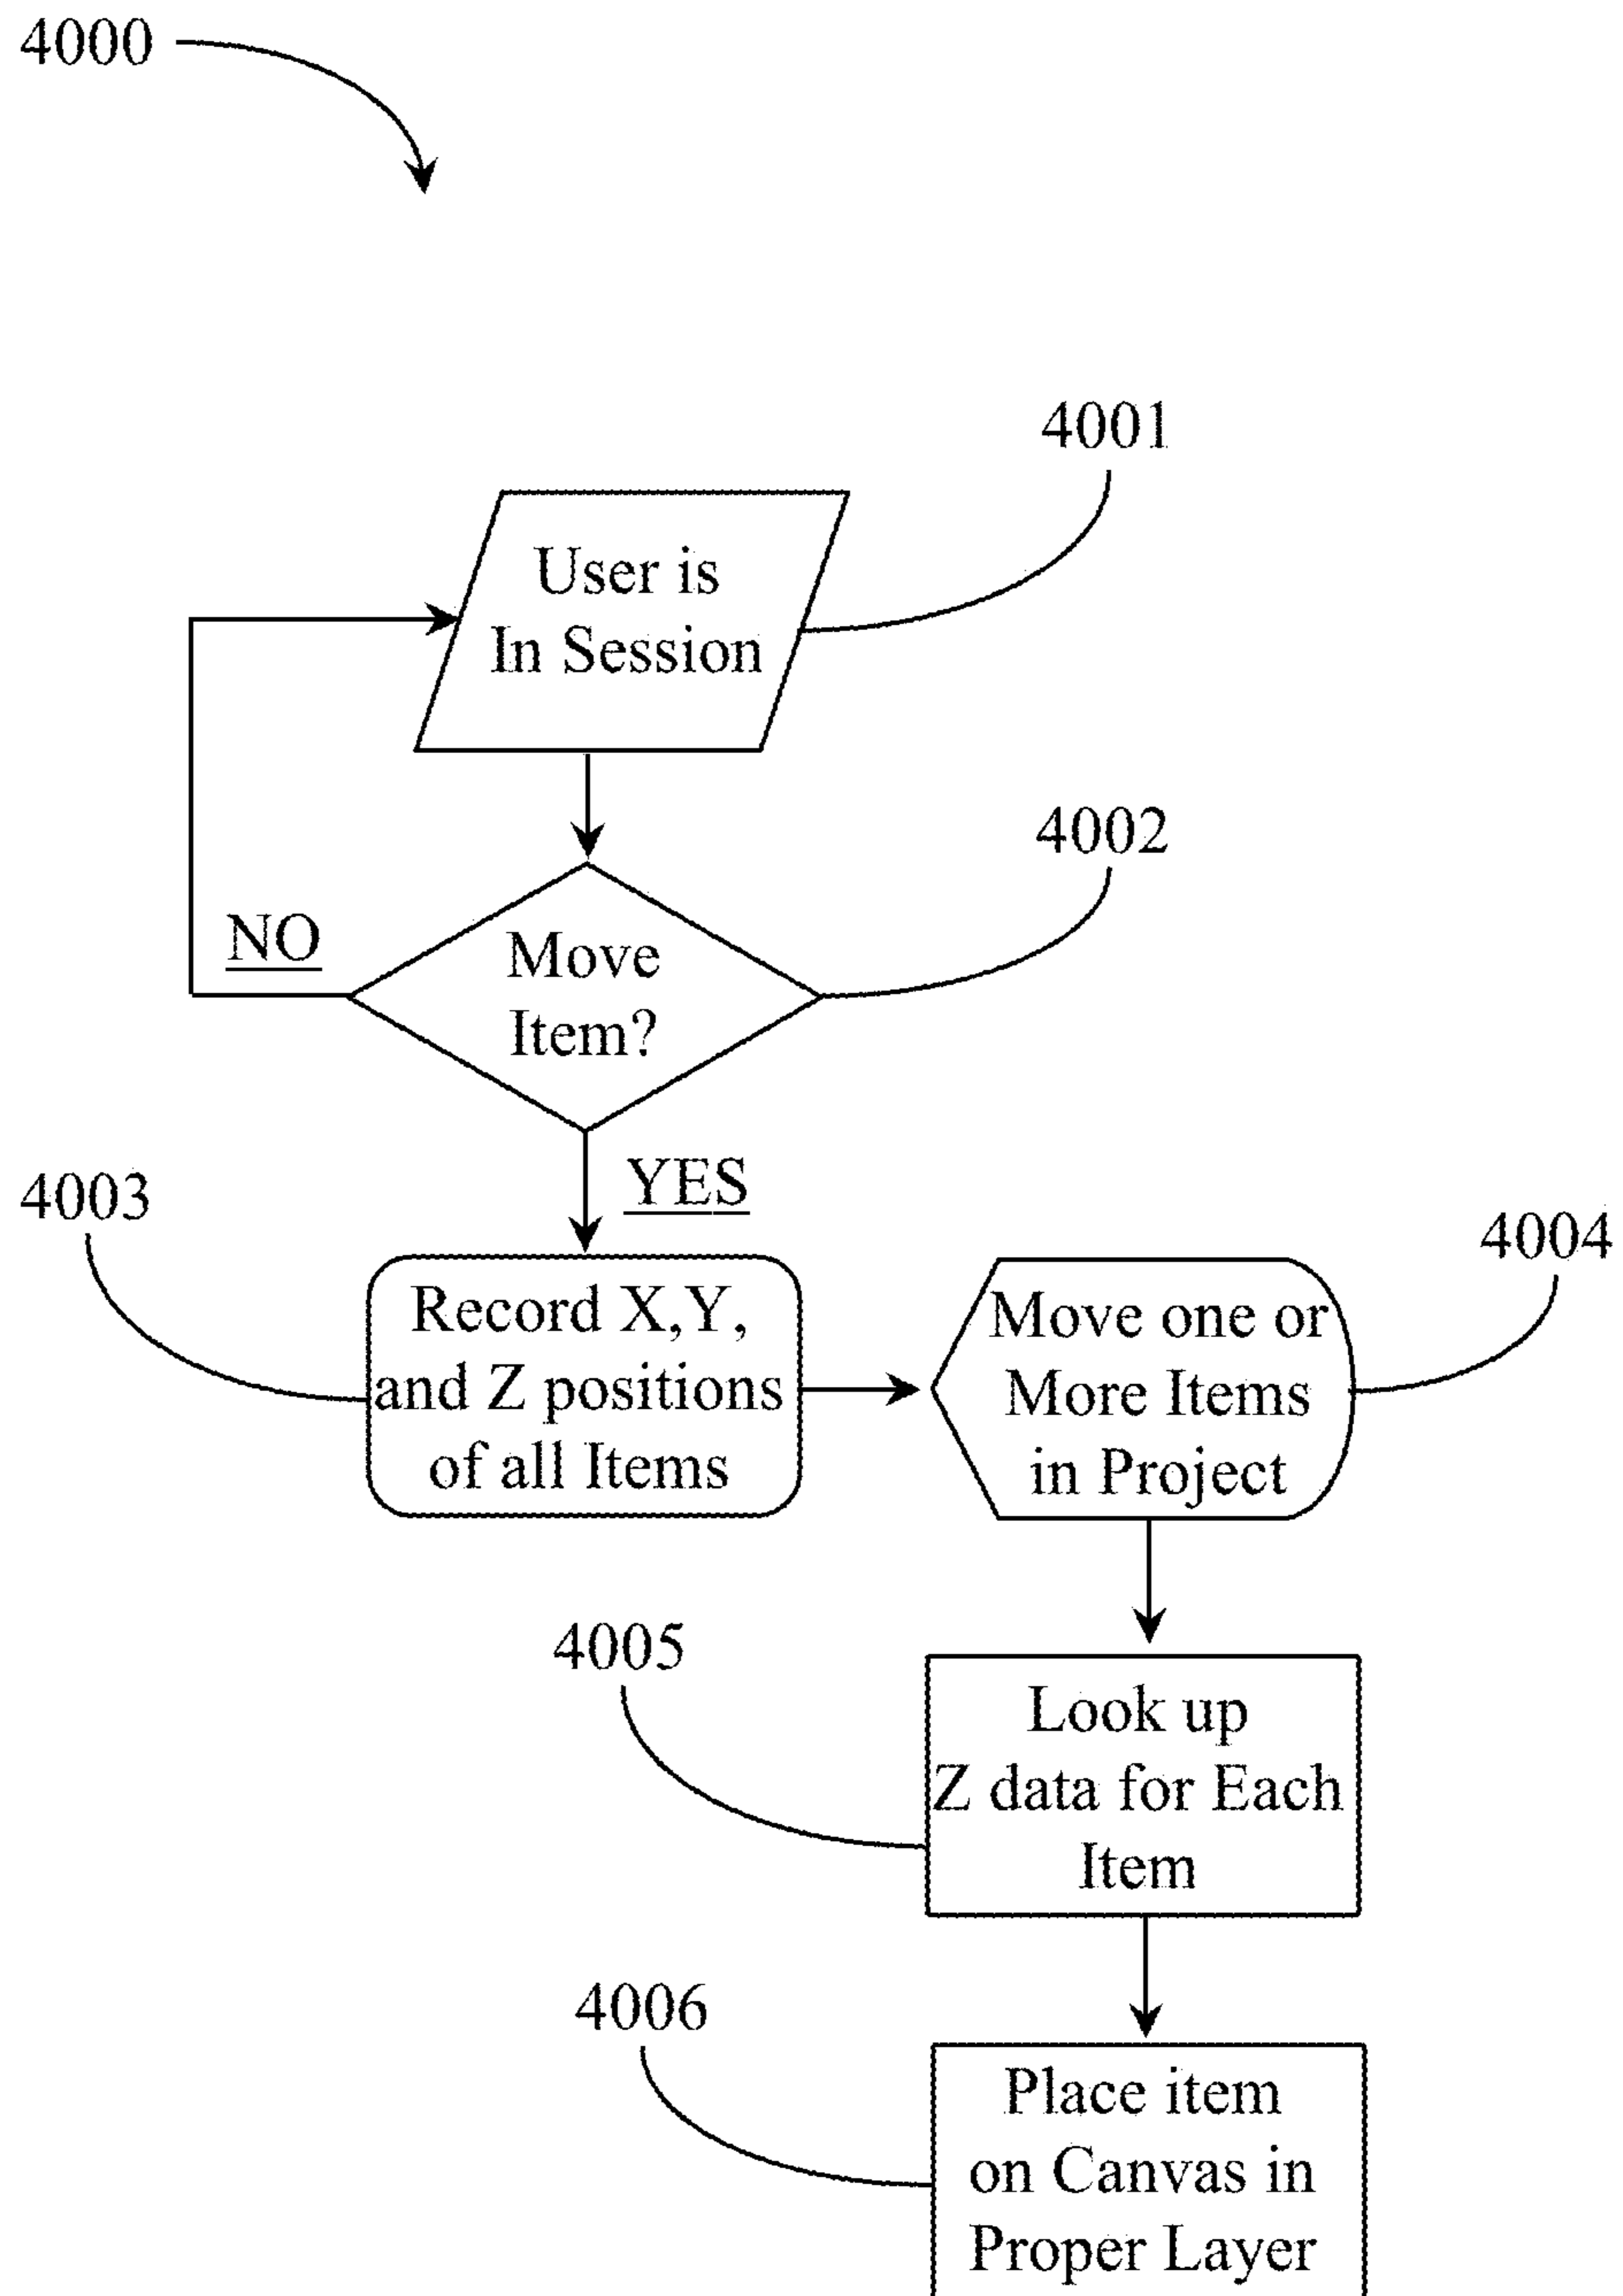 4000
4001
User is
In Session
4002
NO
Move
Item?
YES
4003
4004
Record X,Y,
and Z positions
of all Items
Move one or
More Items
in Project
4005
Look up
Z data for Each
Item
4006
Place item
on Canvas in
Proper Layer